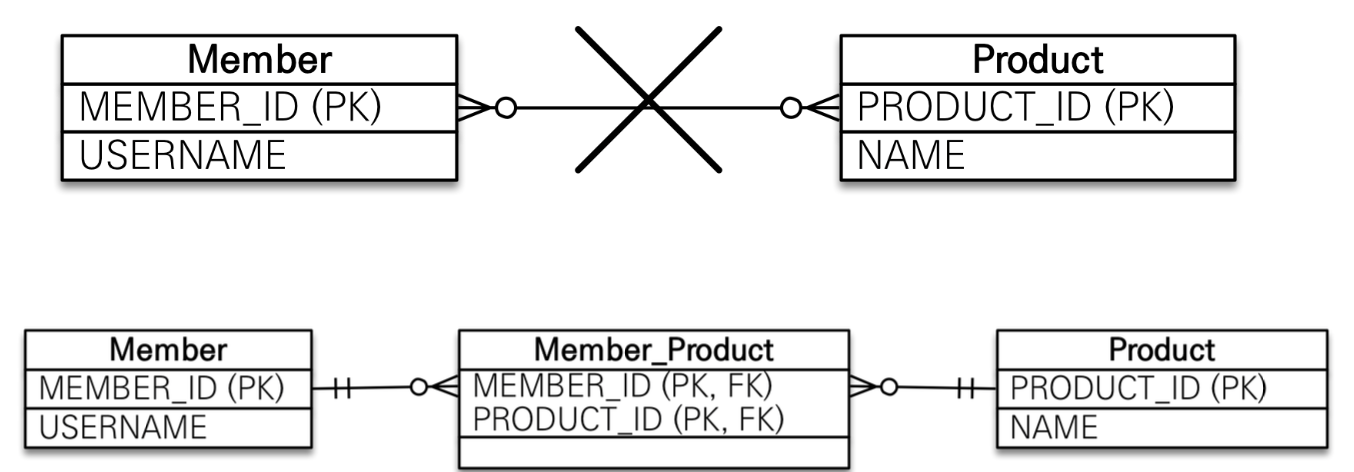 Member
MEMBER_ID (PK)
USERNAME
Product
PRODUCT_ID (PK)
NAME
Member
MEMBER_ID (PK)
USERNAME
Member_Product
MEMBER_ID (PK, FK)
PRODUCT_ID (PK, FK)
Product
PRODUCT_ID (PK)
NAME